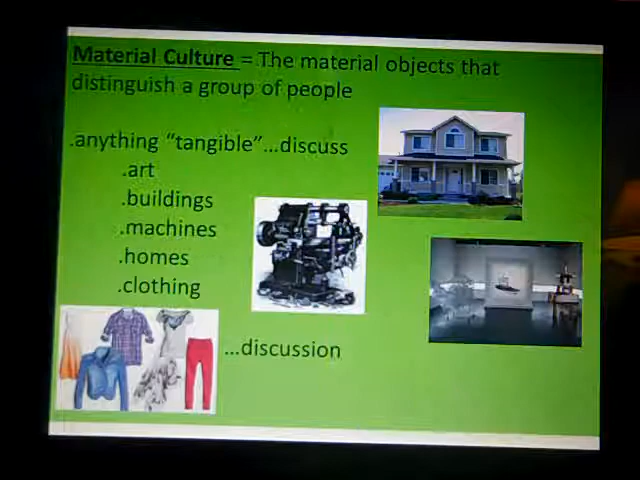 Material Culture = The material objects that
distinguish a group of people
.anything “tangible”...discuss
.art
.buildings
.machines
.homes
.clothing
...discussion